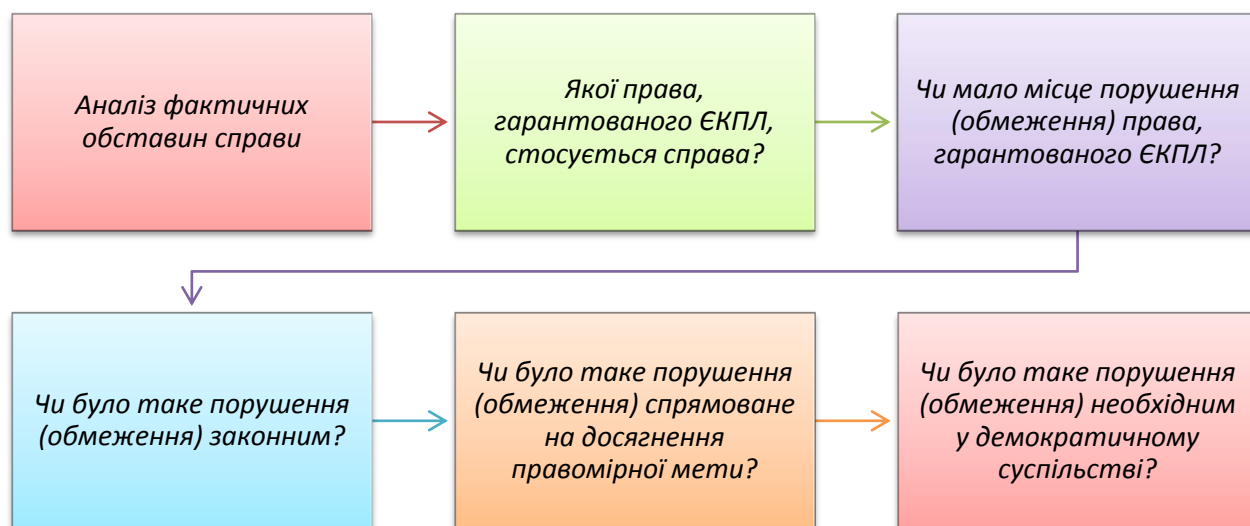 Аналіз фактичних
обставин справи
Якої права,
гарантованого ЄКПЛ,
стосується справа?
Чи мало місце порушення
(обмеження) права,
гарантованого ЄКПЛ?
Чи було таке порушення
(обмеження) законним?
Чи було таке порушення
(обмеження) спрямоване
на досягнення
правомірної мети?
Чи було таке порушення
(обмеження) необхідним
у демократичному
суспільстві?